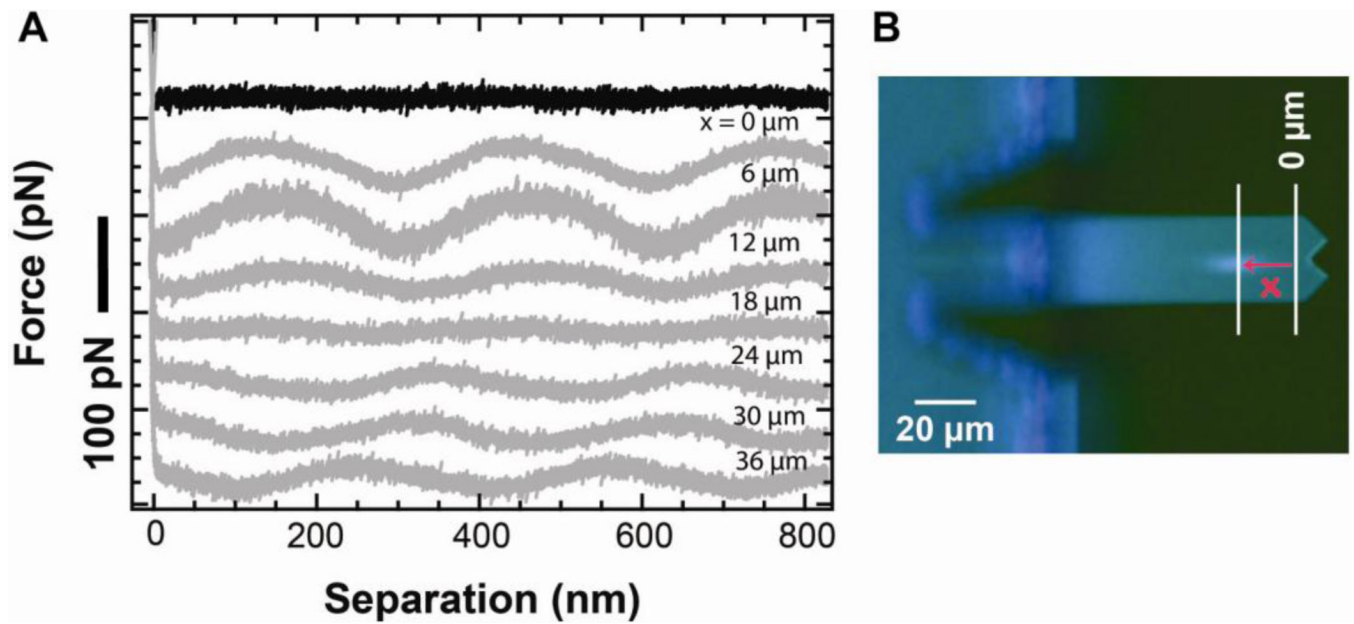 A
Force (pN)
100 pN
x = 0 µm
6 µm
12 µm
18 µm
24 µm
30 µm
36 µm
0 200 400 600 800
Separation (nm)
B
0 µm
x
20 µm